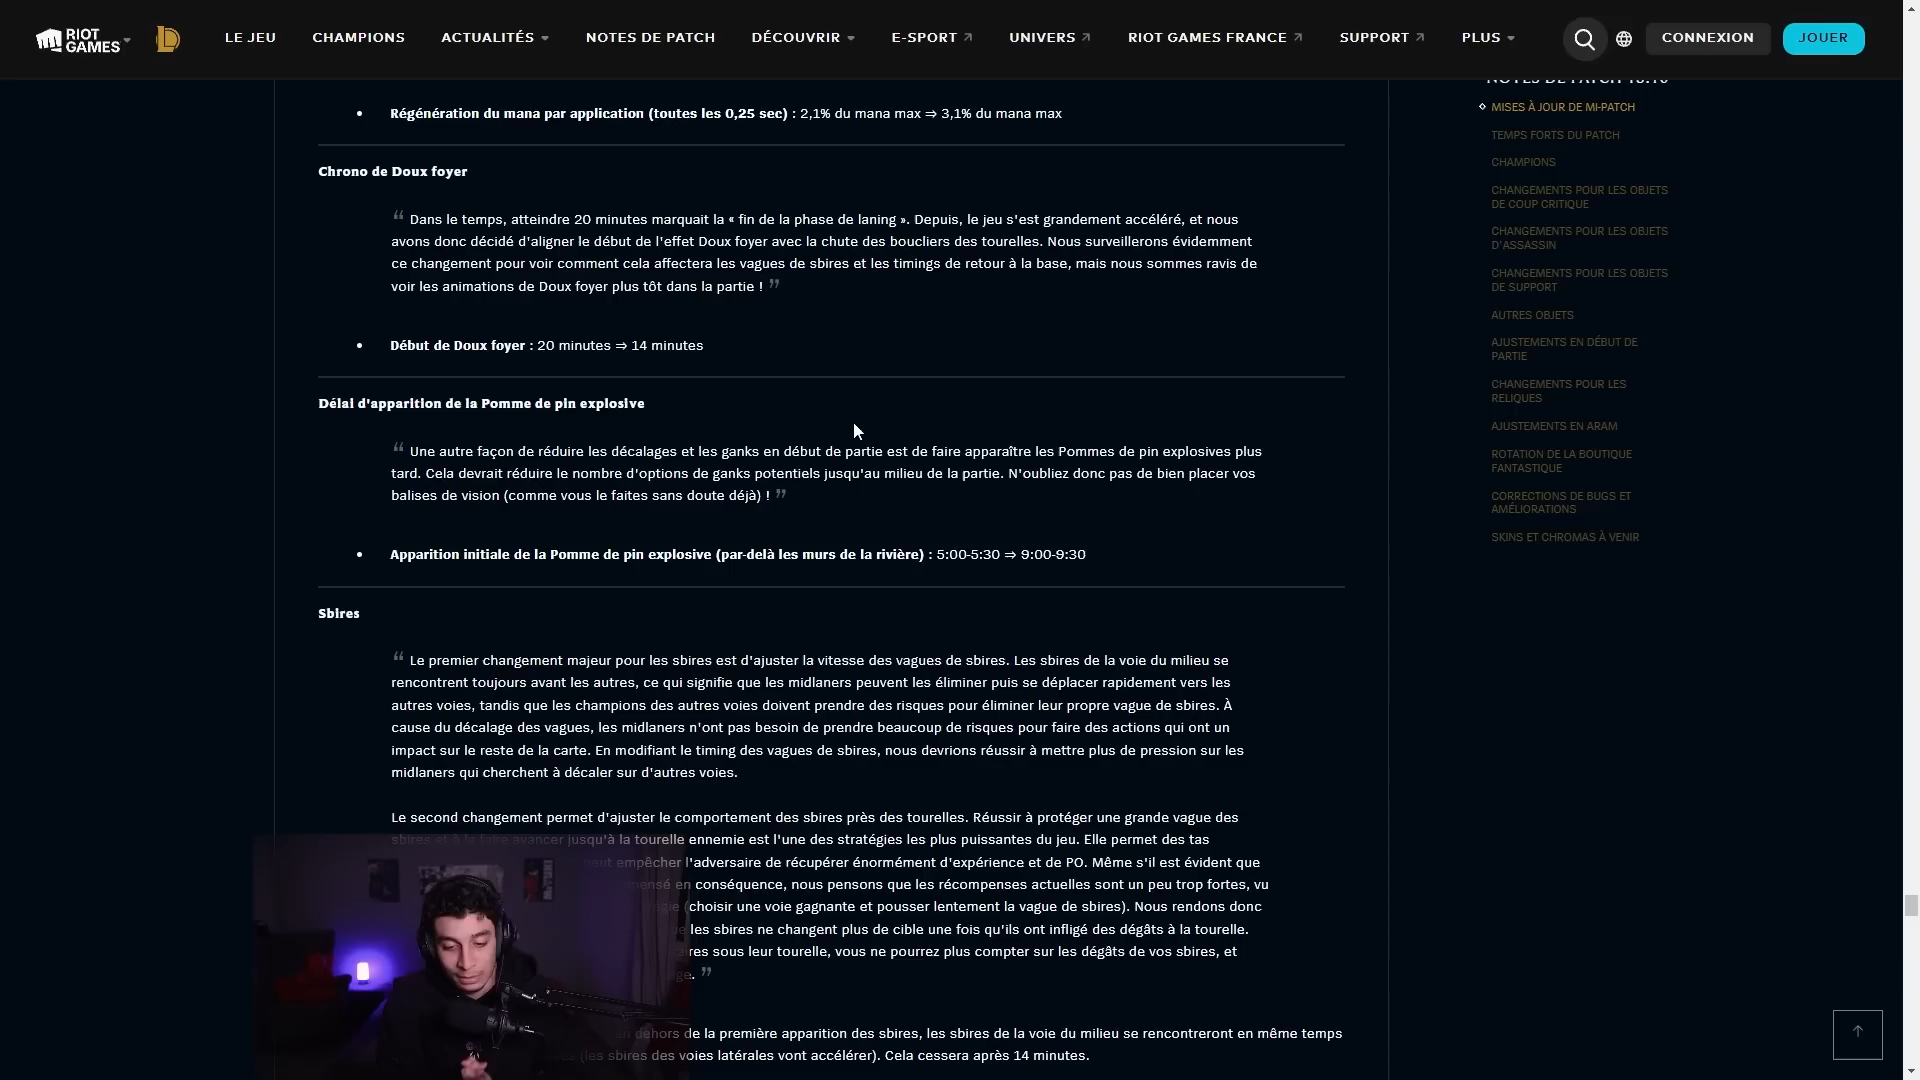 RIOT GAMES
LE JEU
CHAMPIONS
ACTUALITÉS
NOTES DE PATCH
DÉCOUVRIR
E-SPORT
UNIVERS
RIOT GAMES FRANCE
SUPPORT
PLUS
CONNEXION
JOUER
• Régénération du mana par application (toutes les 0,25 sec) : 2,1% du mana max ⇒ 3,1% du mana max
Chrono de Doux foyer
“ Dans le temps, atteindre 20 minutes marquait la « fin de la phase de laning ». Depuis, le jeu s'est grandement accéléré, et nous
avons donc décidé d'aligner le début de l'effet Doux foyer avec la chute des boucliers des tourelles. Nous surveillerons évidemment
ce changement pour voir comment cela affectera les vagues de sbires et les timings de retour à la base, mais nous sommes ravis de
voir les animations de Doux foyer plus tôt dans la partie ! ”
• Début de Doux foyer : 20 minutes ⇒ 14 minutes
Délai d'apparition de la Pomme de pin explosive
“ Une autre façon de réduire les décalages et les ganks en début de partie est de faire apparaître les Pommes de pin explosives plus
tard. Cela devrait réduire le nombre d'options de ganks potentiels jusqu'au milieu de la partie. N'oubliez donc pas de bien placer vos
balises de vision (comme vous le faites sans doute déjà) ! ”
• Apparition initiale de la Pomme de pin explosive (par-delà les murs de la rivière) : 5:00-5:30 ⇒ 9:00-9:30
Sbires
“ Le premier changement majeur pour les sbires est d'ajuster la vitesse des vagues de sbires. Les sbires de la voie du milieu se
rencontrent toujours avant les autres, ce qui signifie que les midlaners peuvent les éliminer puis se déplacer rapidement vers les
autres voies, tandis que les champions des autres voies doivent prendre des risques pour éliminer leur propre vague de sbires. À
cause du décalage des vagues, les midlaners n'ont pas besoin de prendre beaucoup de risques pour faire des actions qui ont un
impact sur le reste de la carte. En modifiant le timing des vagues de sbires, nous devrions réussir à mettre plus de pression sur les
midlaners qui cherchent à décaler sur d'autres voies.
Le second changement permet d'ajuster le comportement des sbires près des tourelles. Réussir à protéger une grande vague des
sbires et à la faire avancer jusqu'à la tourelle ennemie est l'une des stratégies les plus puissantes du jeu. Elle permet des tas
peut empêcher l'adversaire de récupérer énormément d'expérience et de PO. Même s'il est évident que
en conséquence, nous pensons que les récompenses actuelles sont un peu trop fortes, vu
(choisir une voie gagnante et pousser lentement la vague de sbires). Nous rendons donc
les sbires ne changent plus de cible une fois qu'ils ont infligé des dégâts à la tourelle.
sous leur tourelle, vous ne pourrez plus compter sur les dégâts de vos sbires, et
”
en dehors de la première apparition des sbires, les sbires de la voie du milieu se rencontreront en même temps
(les sbires des voies latérales vont accélérer). Cela cessera après 14 minutes.
NOTES DE PATCH 13.10
MISES À JOUR DE MI-PATCH
TEMPS FORTS DU PATCH
CHAMPIONS
CHANGEMENTS POUR LES OBJETS
DE COUP CRITIQUE
CHANGEMENTS POUR LES OBJETS
D'ASSASSIN
CHANGEMENTS POUR LES OBJETS
DE SUPPORT
AUTRES OBJETS
AJUSTEMENTS EN DÉBUT DE
PARTIE
CHANGEMENTS POUR LES
RELIQUES
AJUSTEMENTS EN ARAM
ROTATION DE LA BOUTIQUE
FANTASTIQUE
CORRECTIONS DE BUGS ET
AMÉLIORATIONS
SKINS ET CHROMAS À VENIR